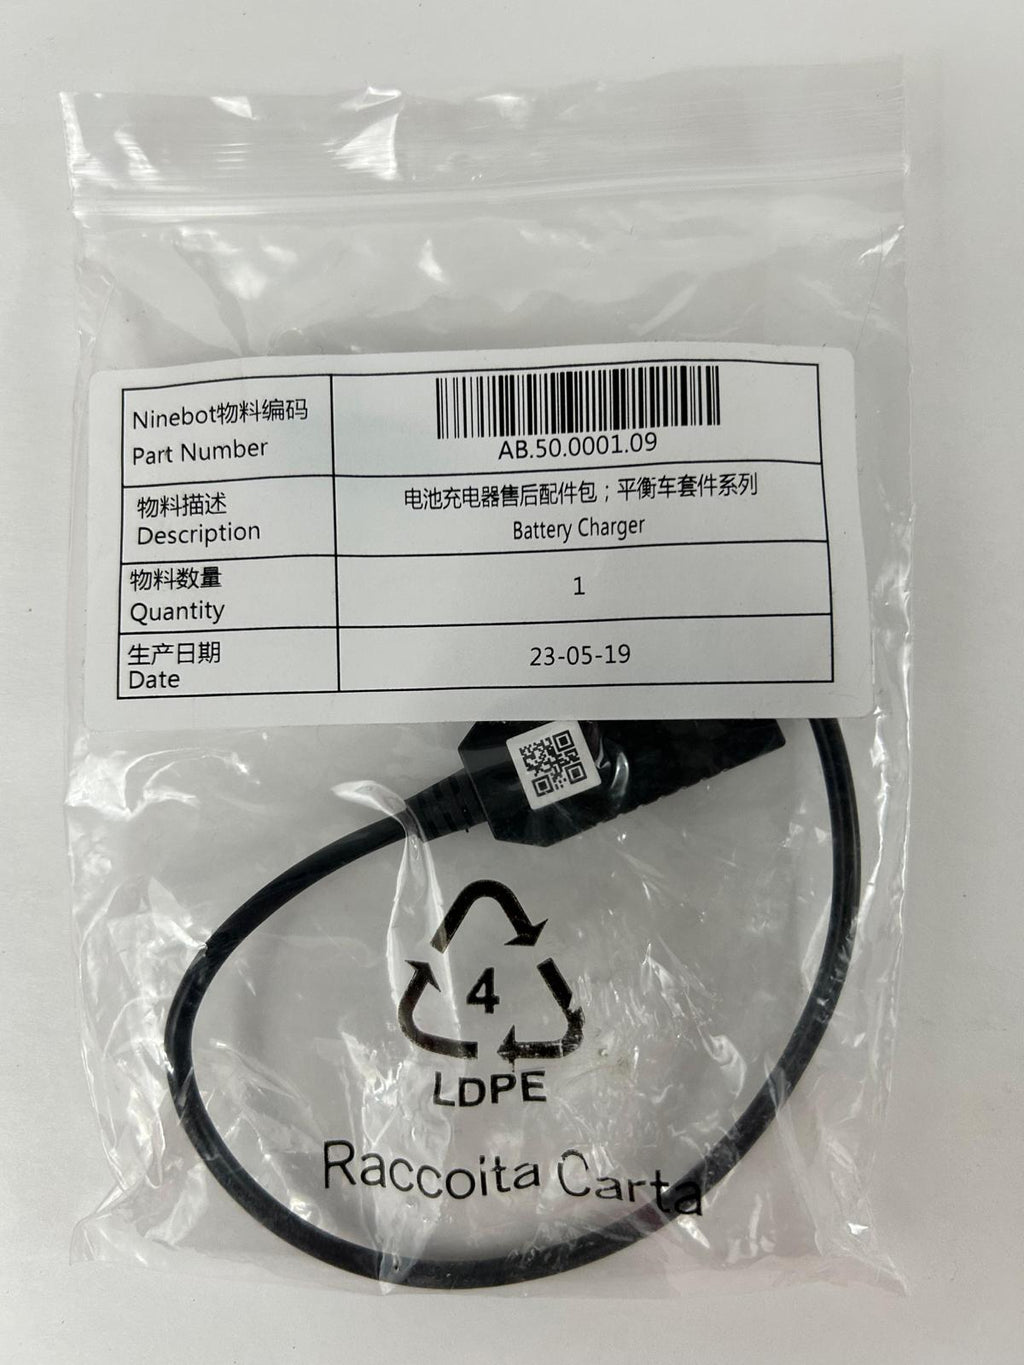 Ninebot物料编码
Part Number
AB.50.0001.09
物料描述
Description
电池充电器售后配件包；平衡车套件系列
Battery Charger
物料数量
Quantity
1
生产日期
Date
23-05-19
4
LDPE
Raccoita Carta